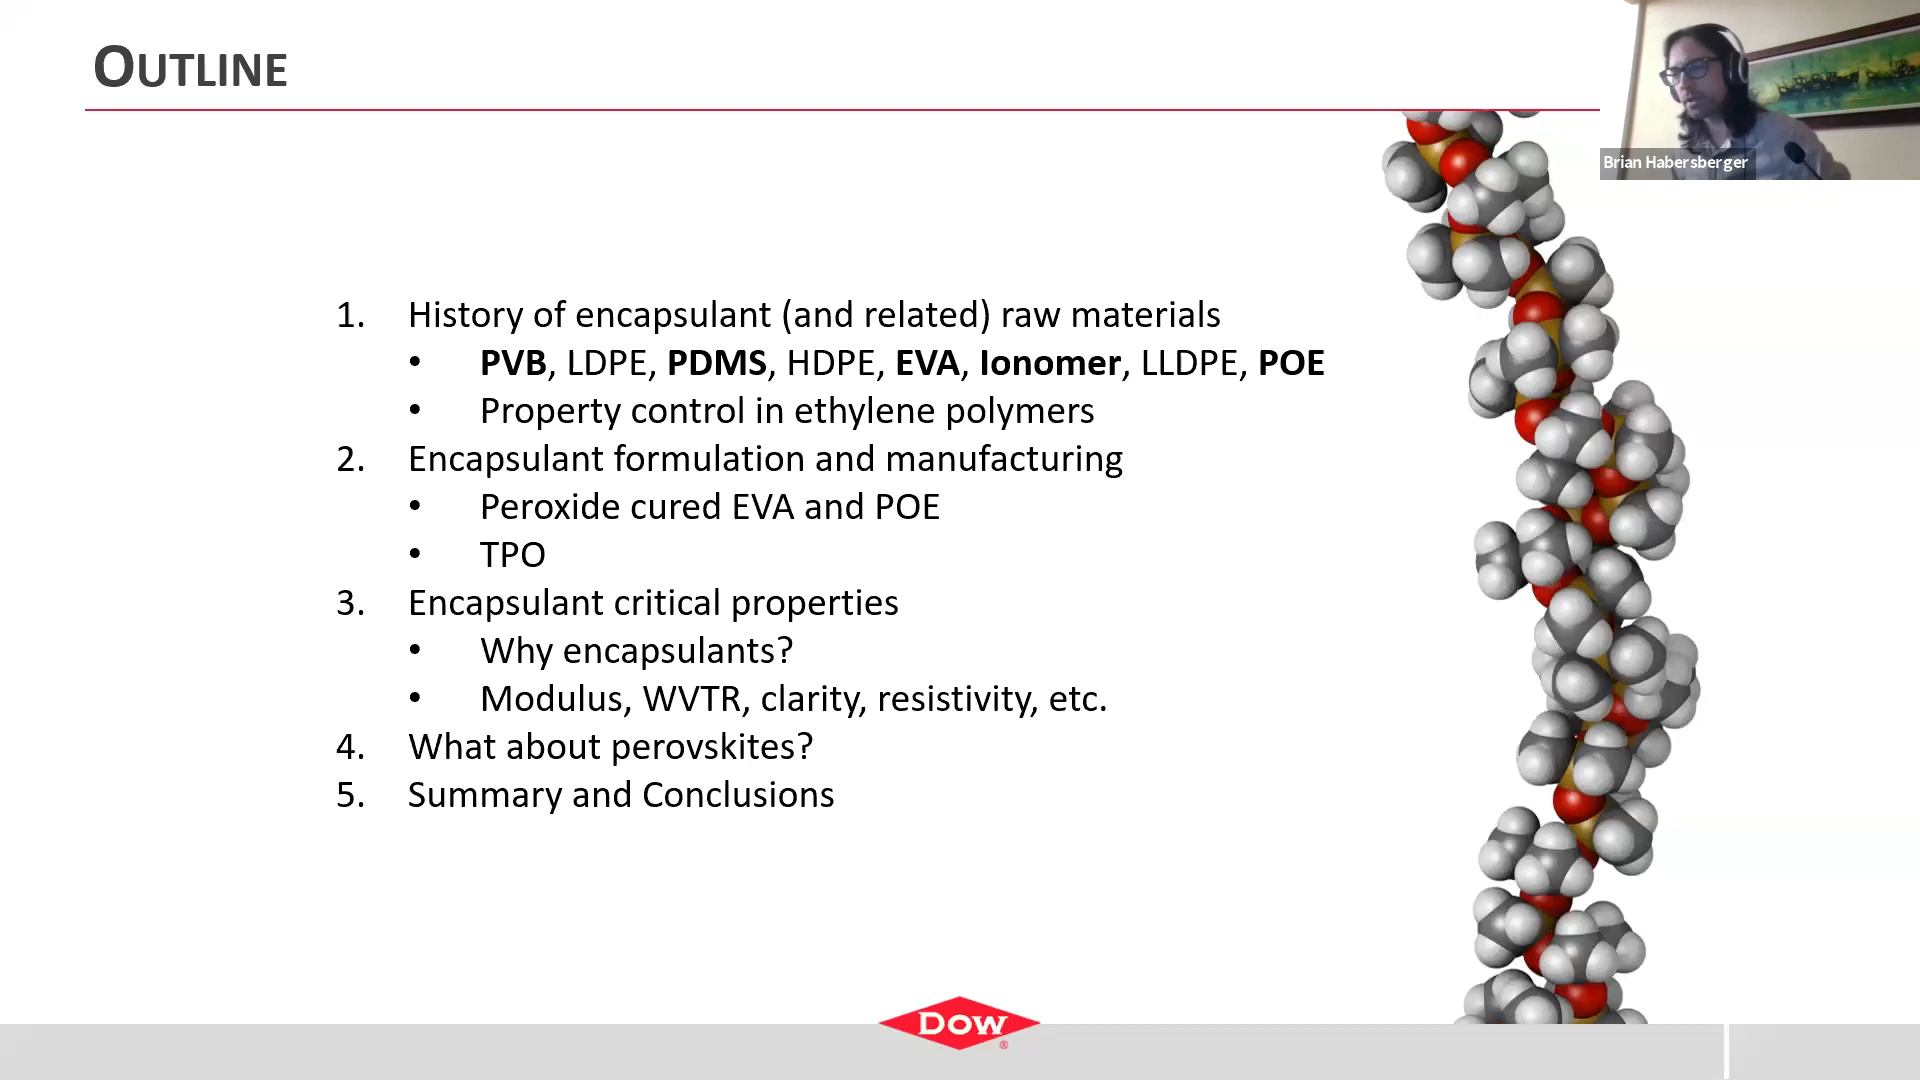 OUTLINE
Brian Habersberger
1. History of encapsulant (and related) raw materials
• PVB, LDPE, PDMS, HDPE, EVA, Ionomer, LLDPE, POE
• Property control in ethylene polymers
2. Encapsulant formulation and manufacturing
• Peroxide cured EVA and POE
• TPO
3. Encapsulant critical properties
• Why encapsulants?
• Modulus, WVTR, clarity, resistivity, etc.
4. What about perovskites?
5. Summary and Conclusions
DOW®